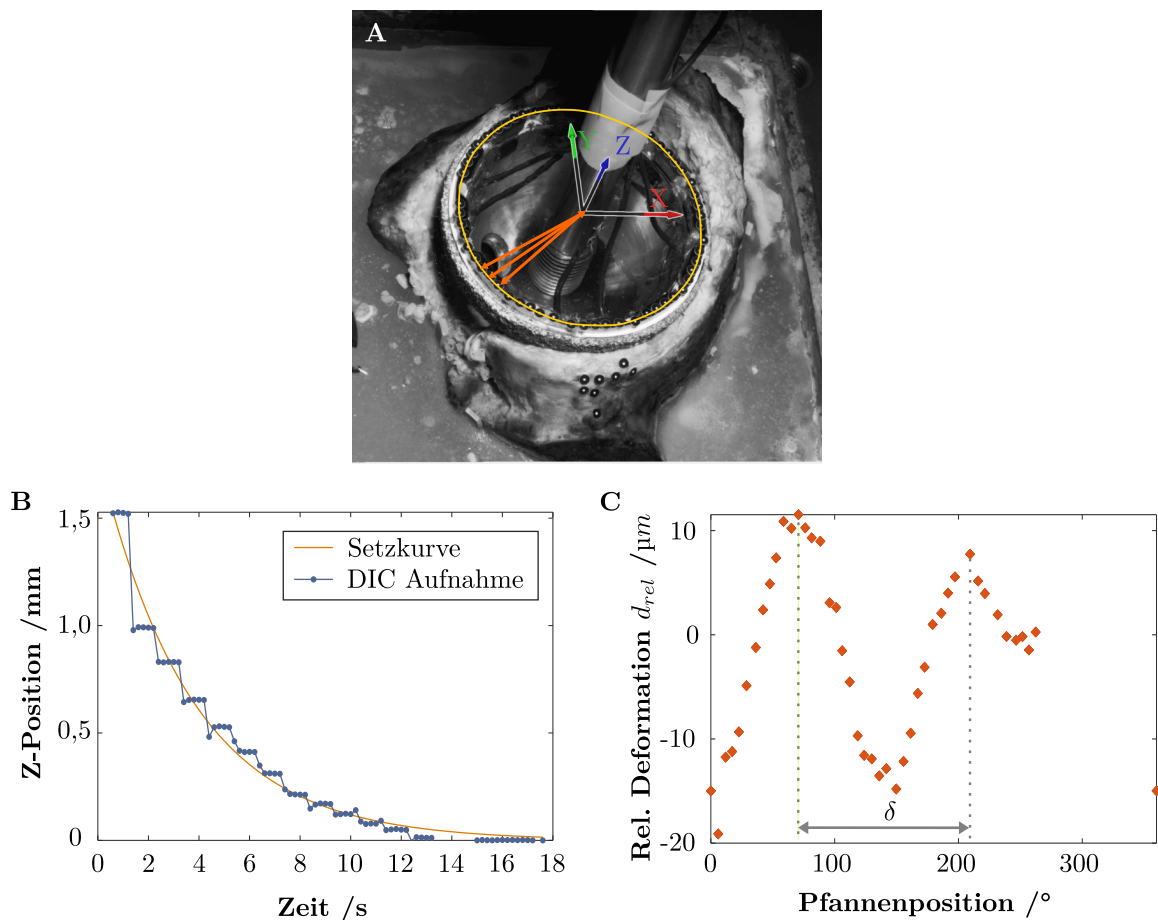 A
Y
Z
X
B
Z-Position /mm
1,5
1,0
0,5
0
0 2 4 6 8 10 12 14 16 18
Zeit /s
Setzkurve
DIC Aufnahme
C
Rel. Deformation d_rel /µm
10
0
-10
-20
0 100 200 300
δ
Pfannenposition /°